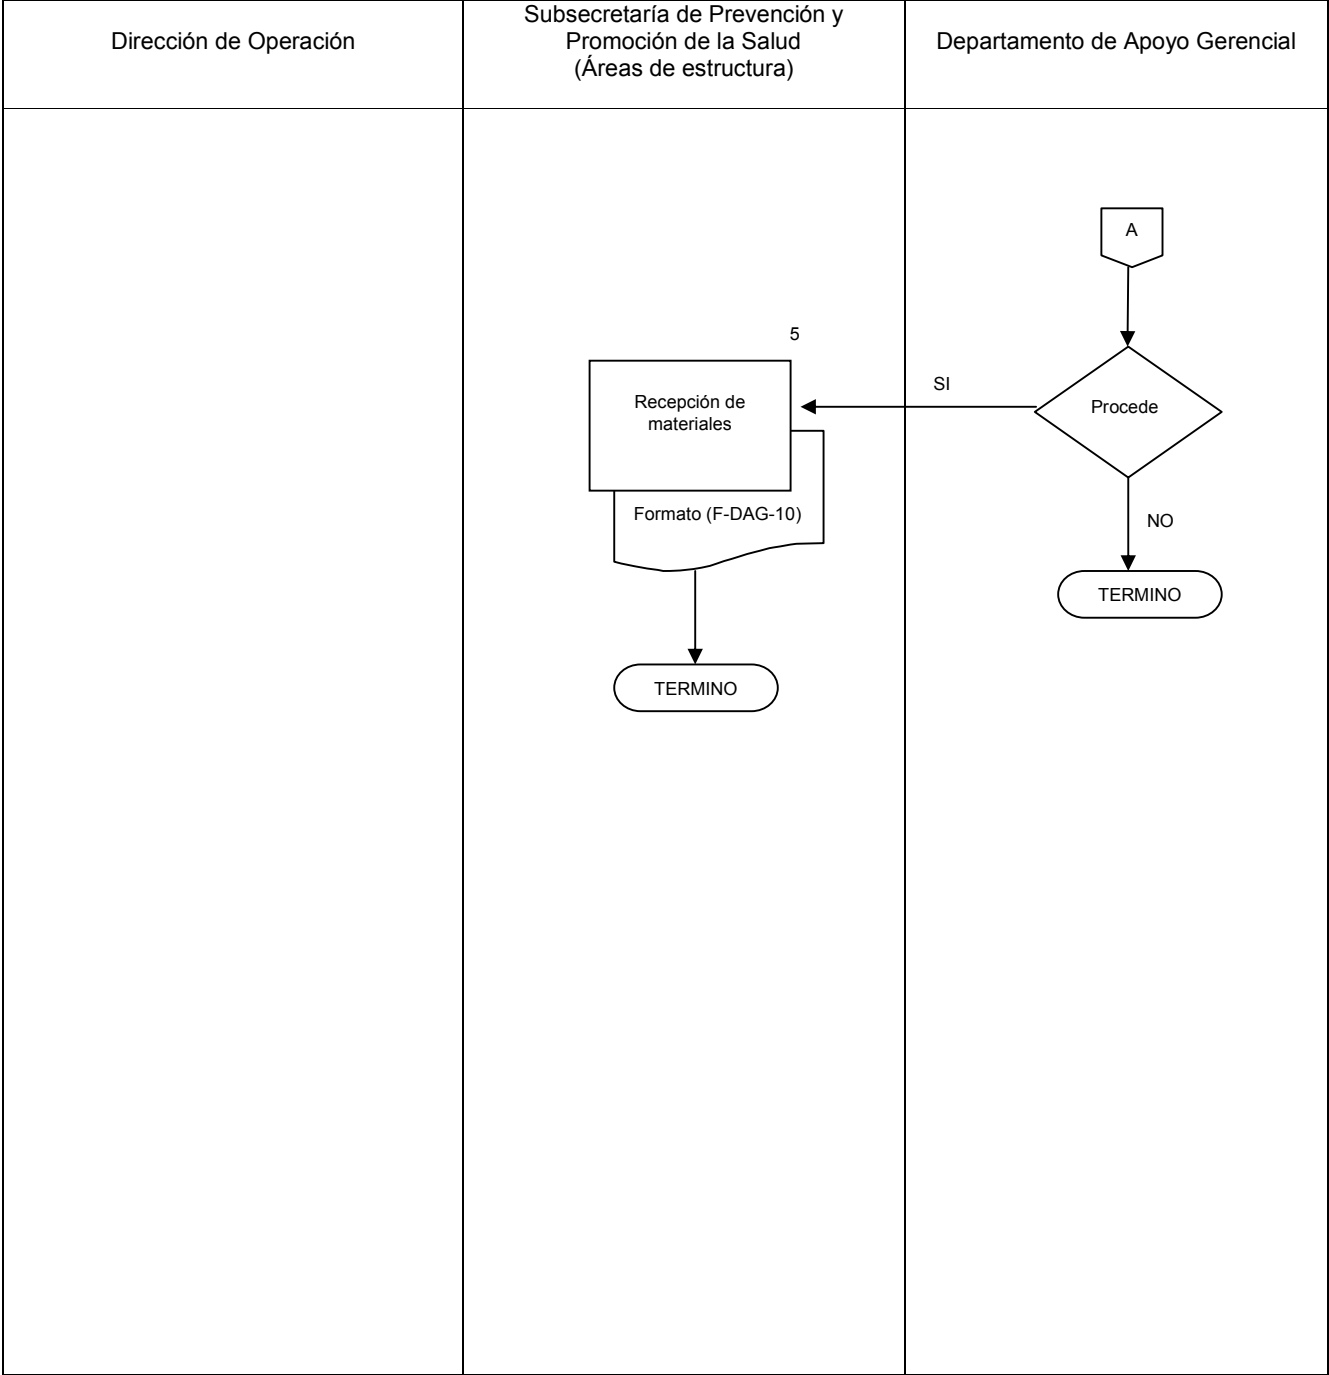 Dirección de Operación
Subsecretaría de Prevención y
Promoción de la Salud
(Áreas de estructura)
Departamento de Apoyo Gerencial
A
5
SI
Procede
Recepción de
materiales
Formato (F-DAG-10)
NO
TERMINO
TERMINO